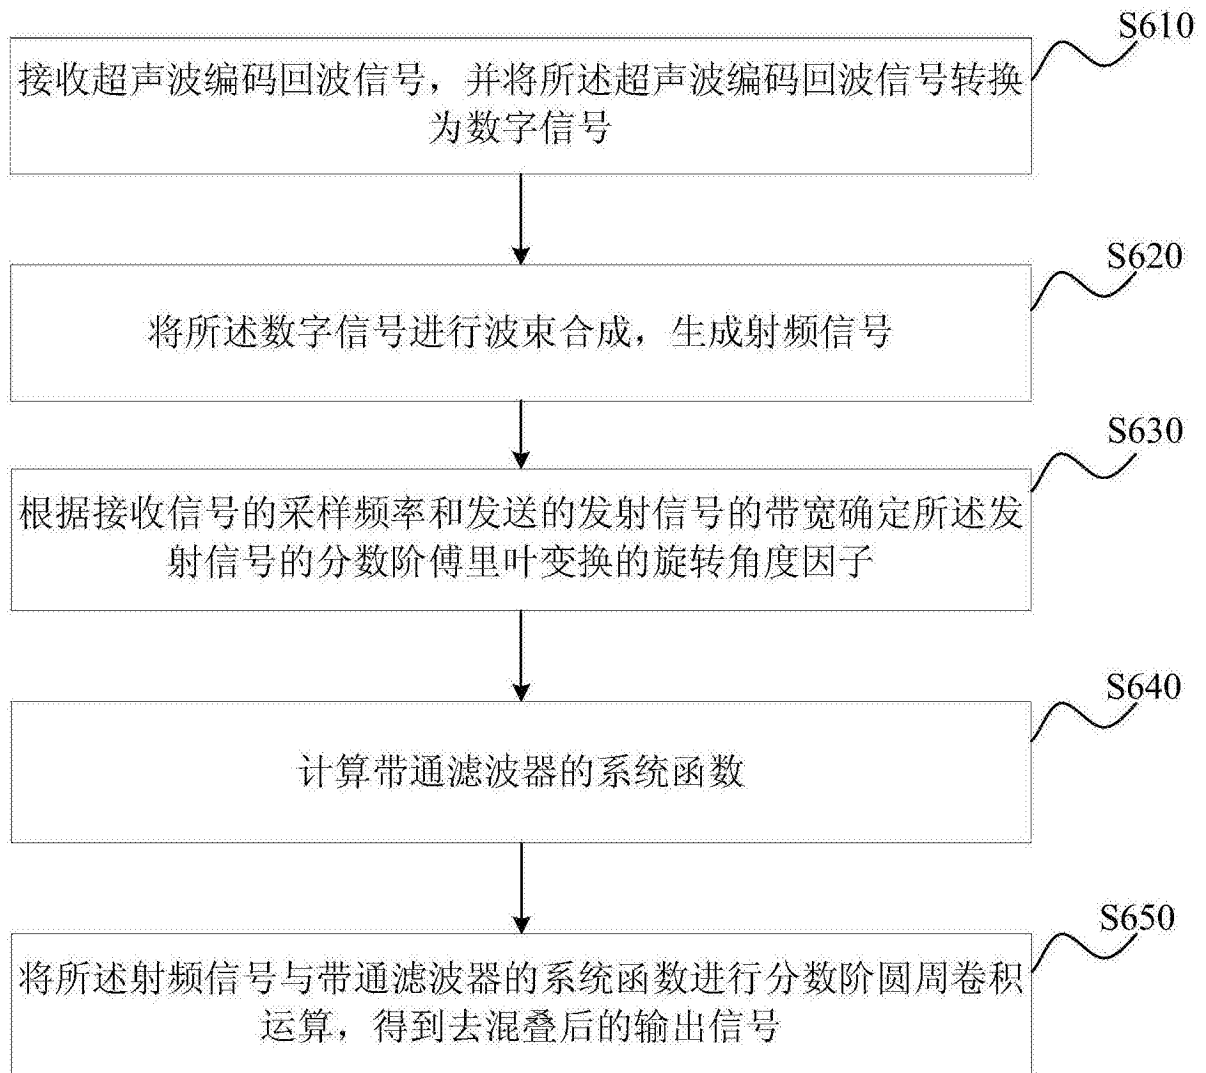 S610
接收超声波编码回波信号，并将所述超声波编码回波信号转换
为数字信号
S620
将所述数字信号进行波束合成，生成射频信号
S630
根据接收信号的采样频率和发送的发射信号的带宽确定所述发
射信号的分数阶傅里叶变换的旋转角度因子
S640
计算带通滤波器的系统函数
S650
将所述射频信号与带通滤波器的系统函数进行分数阶圆周卷积
运算，得到去混叠后的输出信号